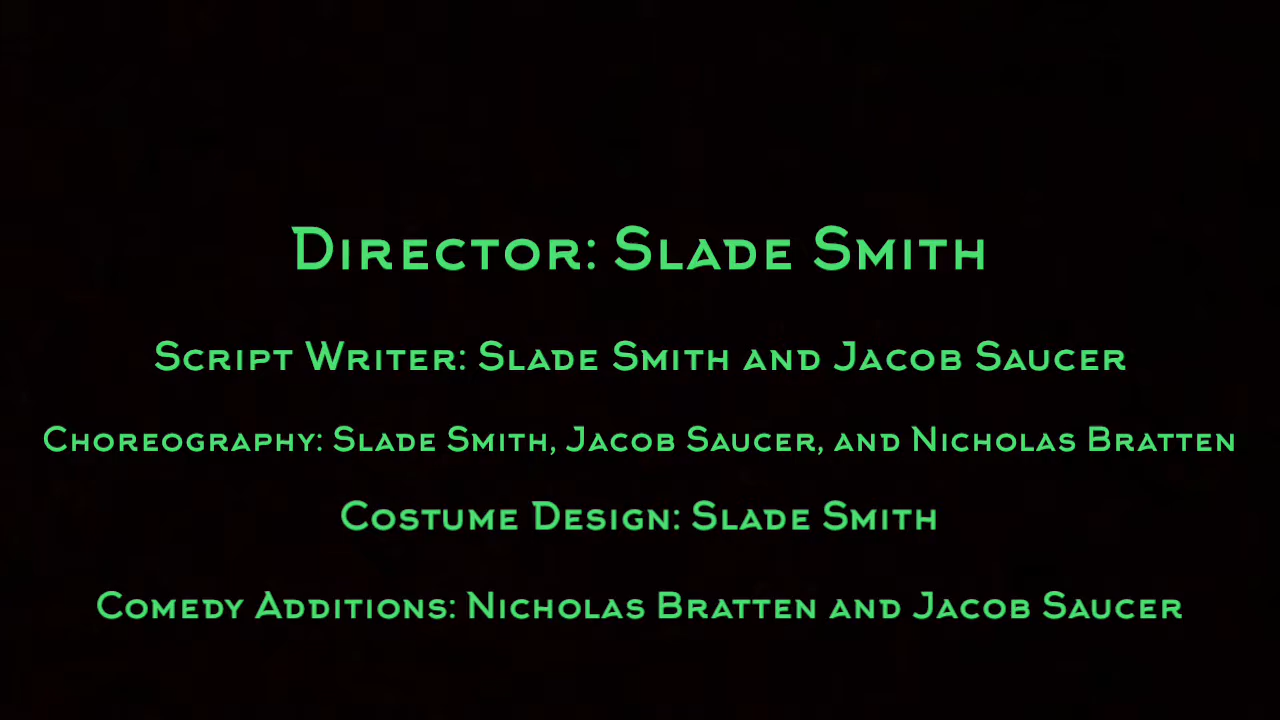 Director: Slade Smith
Script Writer: Slade Smith and Jacob Saucer
Choreography: Slade Smith, Jacob Saucer, and Nicholas Bratten
Costume Design: Slade Smith
Comedy Additions: Nicholas Bratten and Jacob Saucer